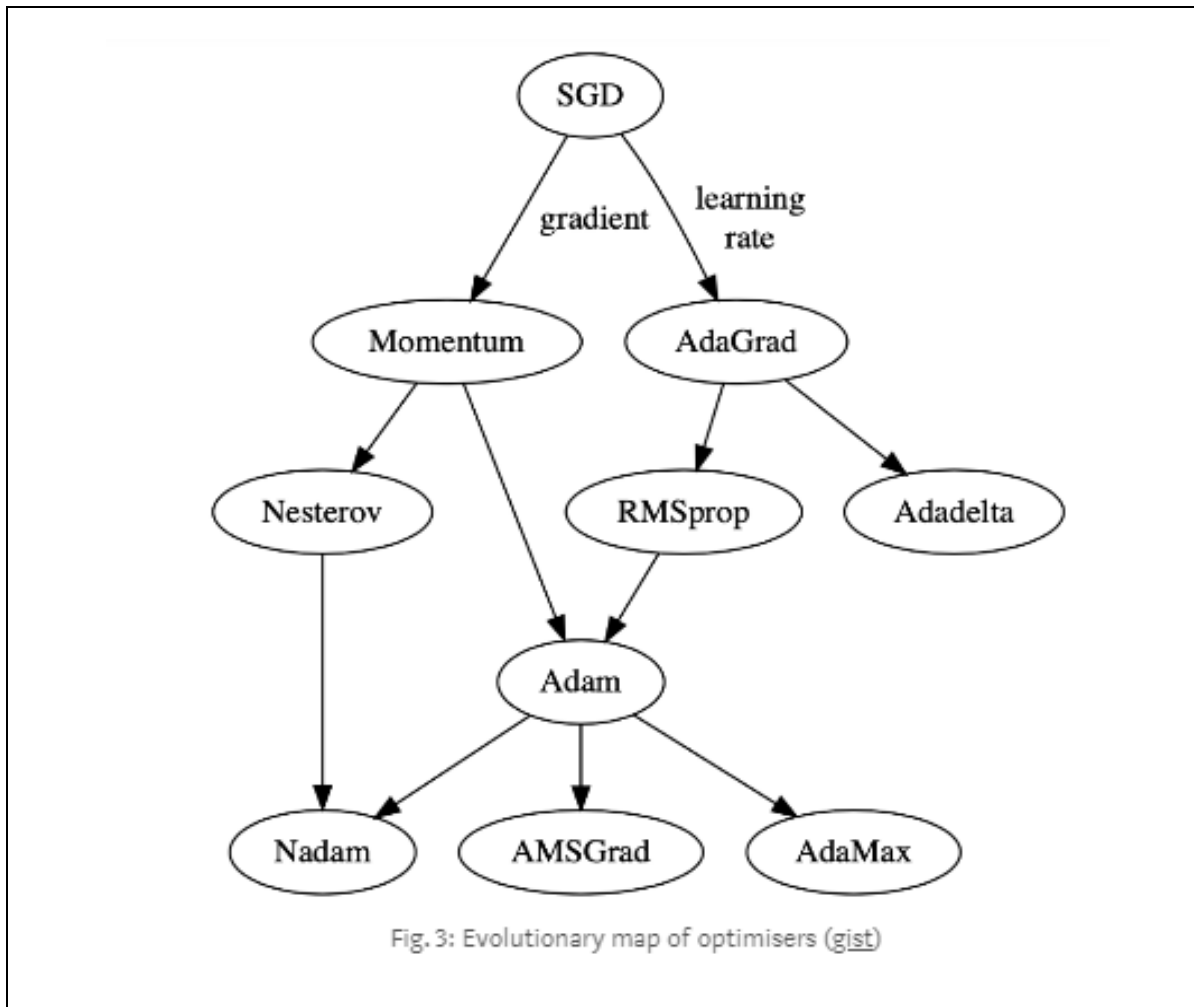 SGD
gradient
learning
rate
Momentum
AdaGrad
Nesterov
RMSprop
Adadelta
Adam
Nadam
AMSGrad
AdaMax
Fig. 3: Evolutionary map of optimisers (gist)